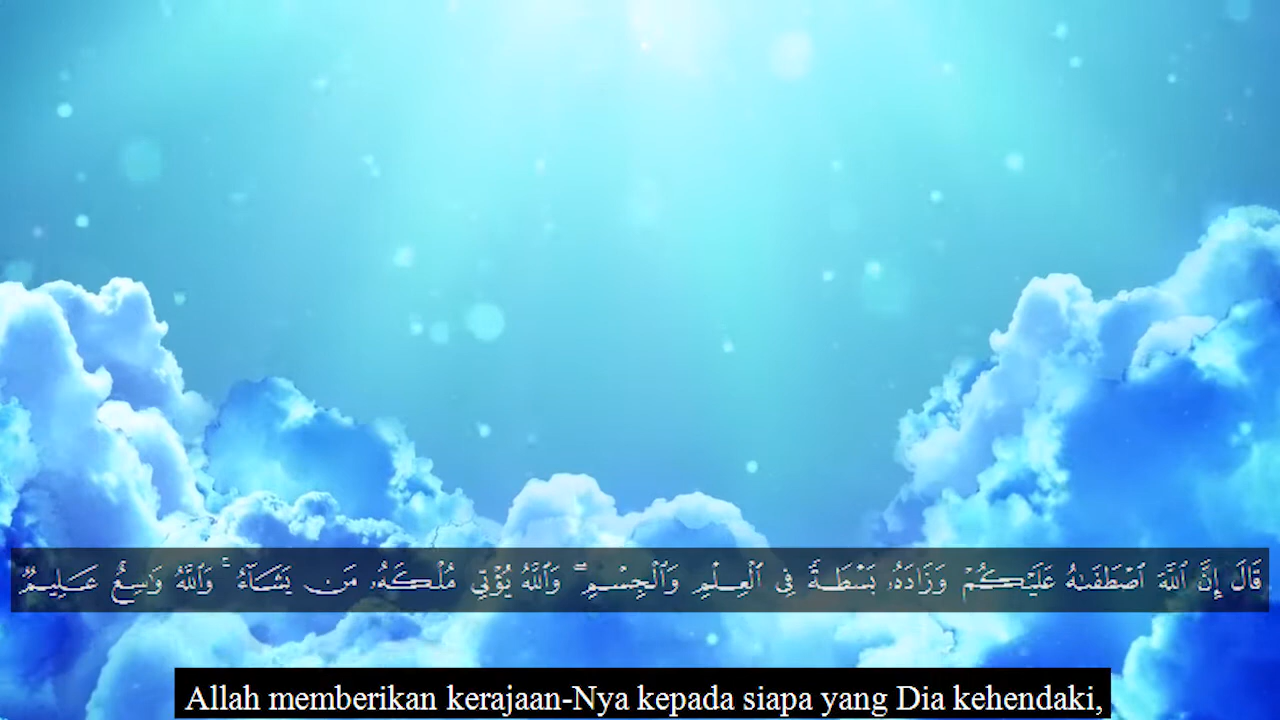 قَالَ إِنَّ ٱللَّهَ ٱصْطَفَىٰهُ عَلَيْكُمْ وَزَادَهُۥ بَسْطَةً فِى ٱلْعِلْمِ وَٱلْجِسْمِ ۖ وَٱللَّهُ يُؤْتِى مُلْكَهُۥ مَن يَشَآءُ ۚ وَٱللَّهُ وَٰسِعٌ عَلِيمٌ
Allah memberikan kerajaan-Nya kepada siapa yang Dia kehendaki,